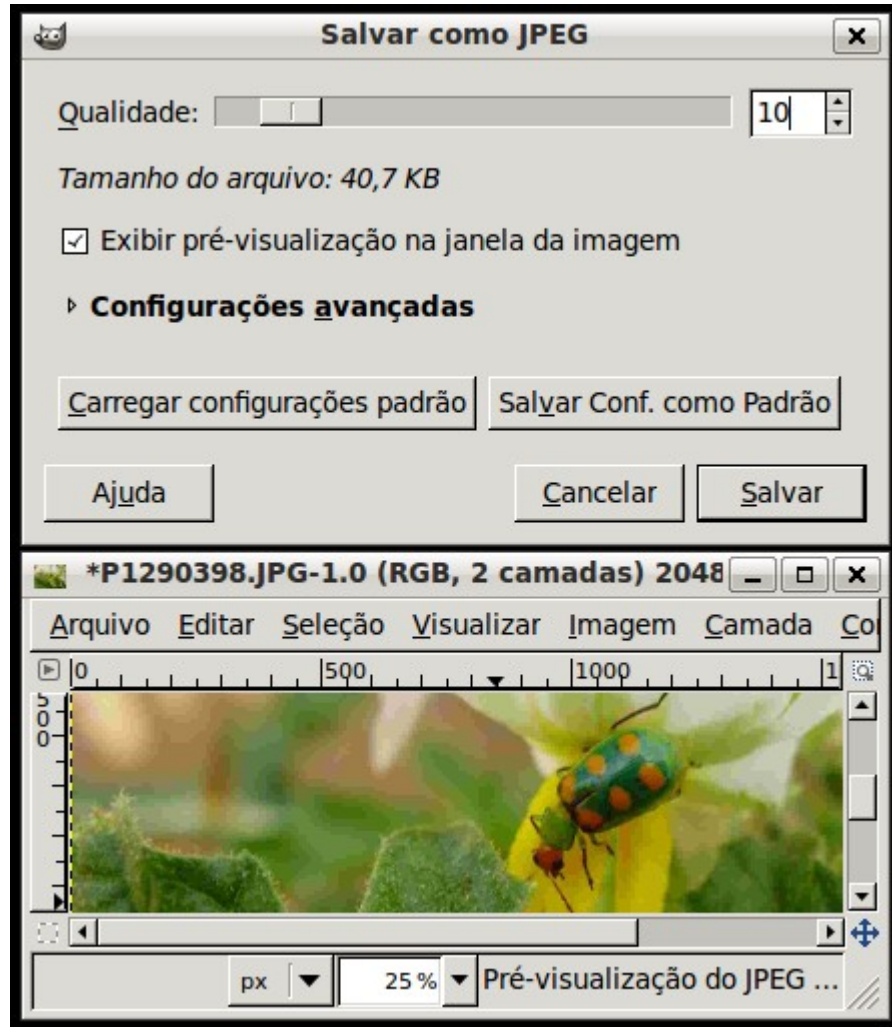 Salvar como JPEG
Qualidade: 10
Tamanho do arquivo: 40,7 KB
Exibir pré-visualização na janela da imagem
Configurações avançadas
Carregar configurações padrão Salvar Conf. como Padrão
Ajuda Cancelar Salvar
*P1290398.JPG-1.0 (RGB, 2 camadas) 2048
Arquivo Editar Seleção Visualizar Imagem Camada
0 500 1000 1
500
px 25 % Pré-visualização do JPEG ...